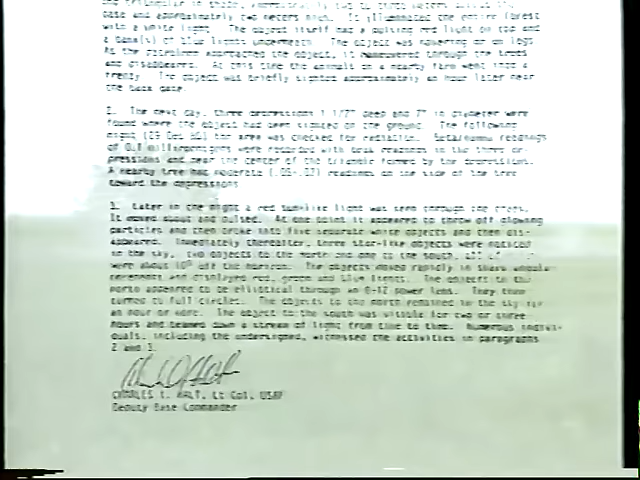 and triangular in shape, approximately two to three meters across the
base and approximately two meters high. It illuminated the entire forest
with a white light. The object itself had a pulsing red light on top and
a bank(s) of blue lights underneath. The object was hovering or on legs.
As the patrolmen approached the object, it maneuvered through the trees
and disappeared. At this time the animals on a nearby farm went into a
frenzy. The object was briefly sighted approximately an hour later near
the back gate.
2. The next day, three depressions 1 1/2" deep and 7" in diameter were
found where the object had been sighted on the ground. The following
night (29 Dec 80) the area was checked for radiation. Beta/gamma readings
of 0.1 milliroentgens were recorded with peak readings in the three de-
pressions and near the center of the triangle formed by the depressions.
A nearby tree had moderate (.05-.07) readings on the side of the tree
toward the depressions.
3. Later in the night a red sun-like light was seen through the trees.
It moved about and pulsed. At one point it appeared to throw off glowing
particles and then broke into five separate white objects and then dis-
appeared. Immediately thereafter, three star-like objects were noticed
in the sky, two objects to the north and one to the south, all of which
were about 10° off the horizon. The objects moved rapidly in sharp angular
movements and displayed red, green and blue lights. The objects to the
north appeared to be elliptical through an 8-12 power lens. They then
turned to full circles. The objects to the north remained in the sky for
an hour or more. The object to the south was visible for two or three
hours and beamed down a stream of light from time to time. Numerous indivi-
duals, including the undersigned, witnessed the activities in paragraphs
2 and 3.
CHARLES I. HALT, Lt Col, USAF
Deputy Base Commander